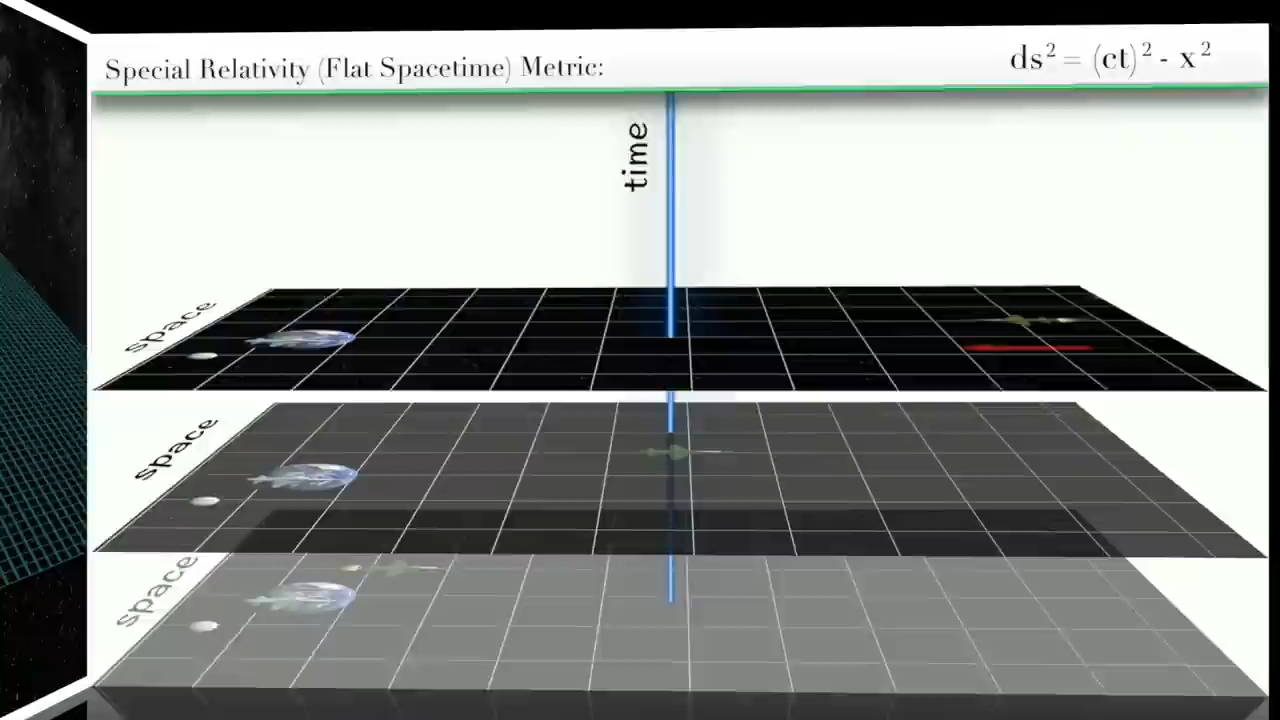 Special Relativity (Flat Spacetime) Metric:
ds² = (ct)² - x²
time
space
space
space